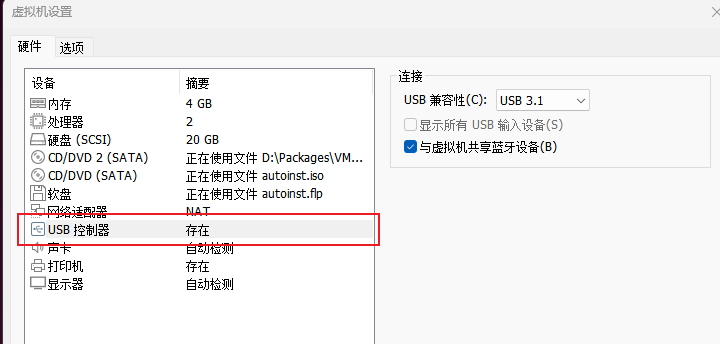 虚拟机设置
硬件 选项
设备 摘要
内存 4 GB
处理器 2
硬盘 (SCSI) 20 GB
CD/DVD 2 (SATA) 正在使用文件 D:\Packages\VM...
CD/DVD (SATA) 正在使用文件 autoinst.iso
软盘 正在使用文件 autoinst.flp
网络适配器 NAT
USB 控制器 存在
声卡 自动检测
打印机 存在
显示器 自动检测
连接
USB 兼容性(C): USB 3.1
显示所有 USB 输入设备(S)
与虚拟机共享蓝牙设备(B)